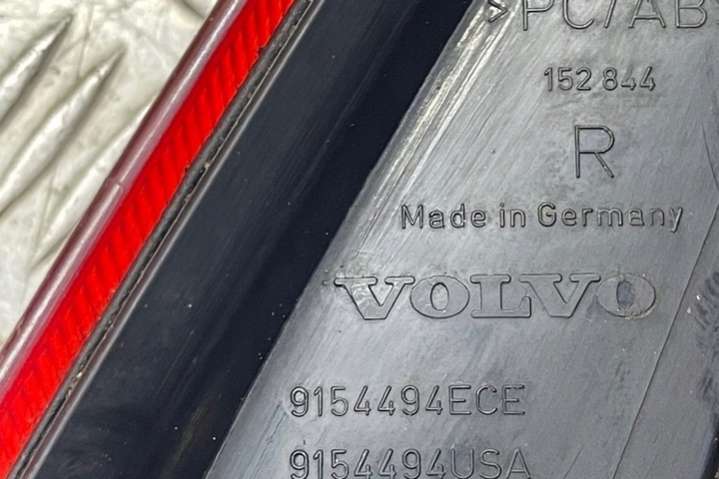 >PC/AB
152 844
R
Made in Germany
VOLVO
9154494ECE
9154494USA